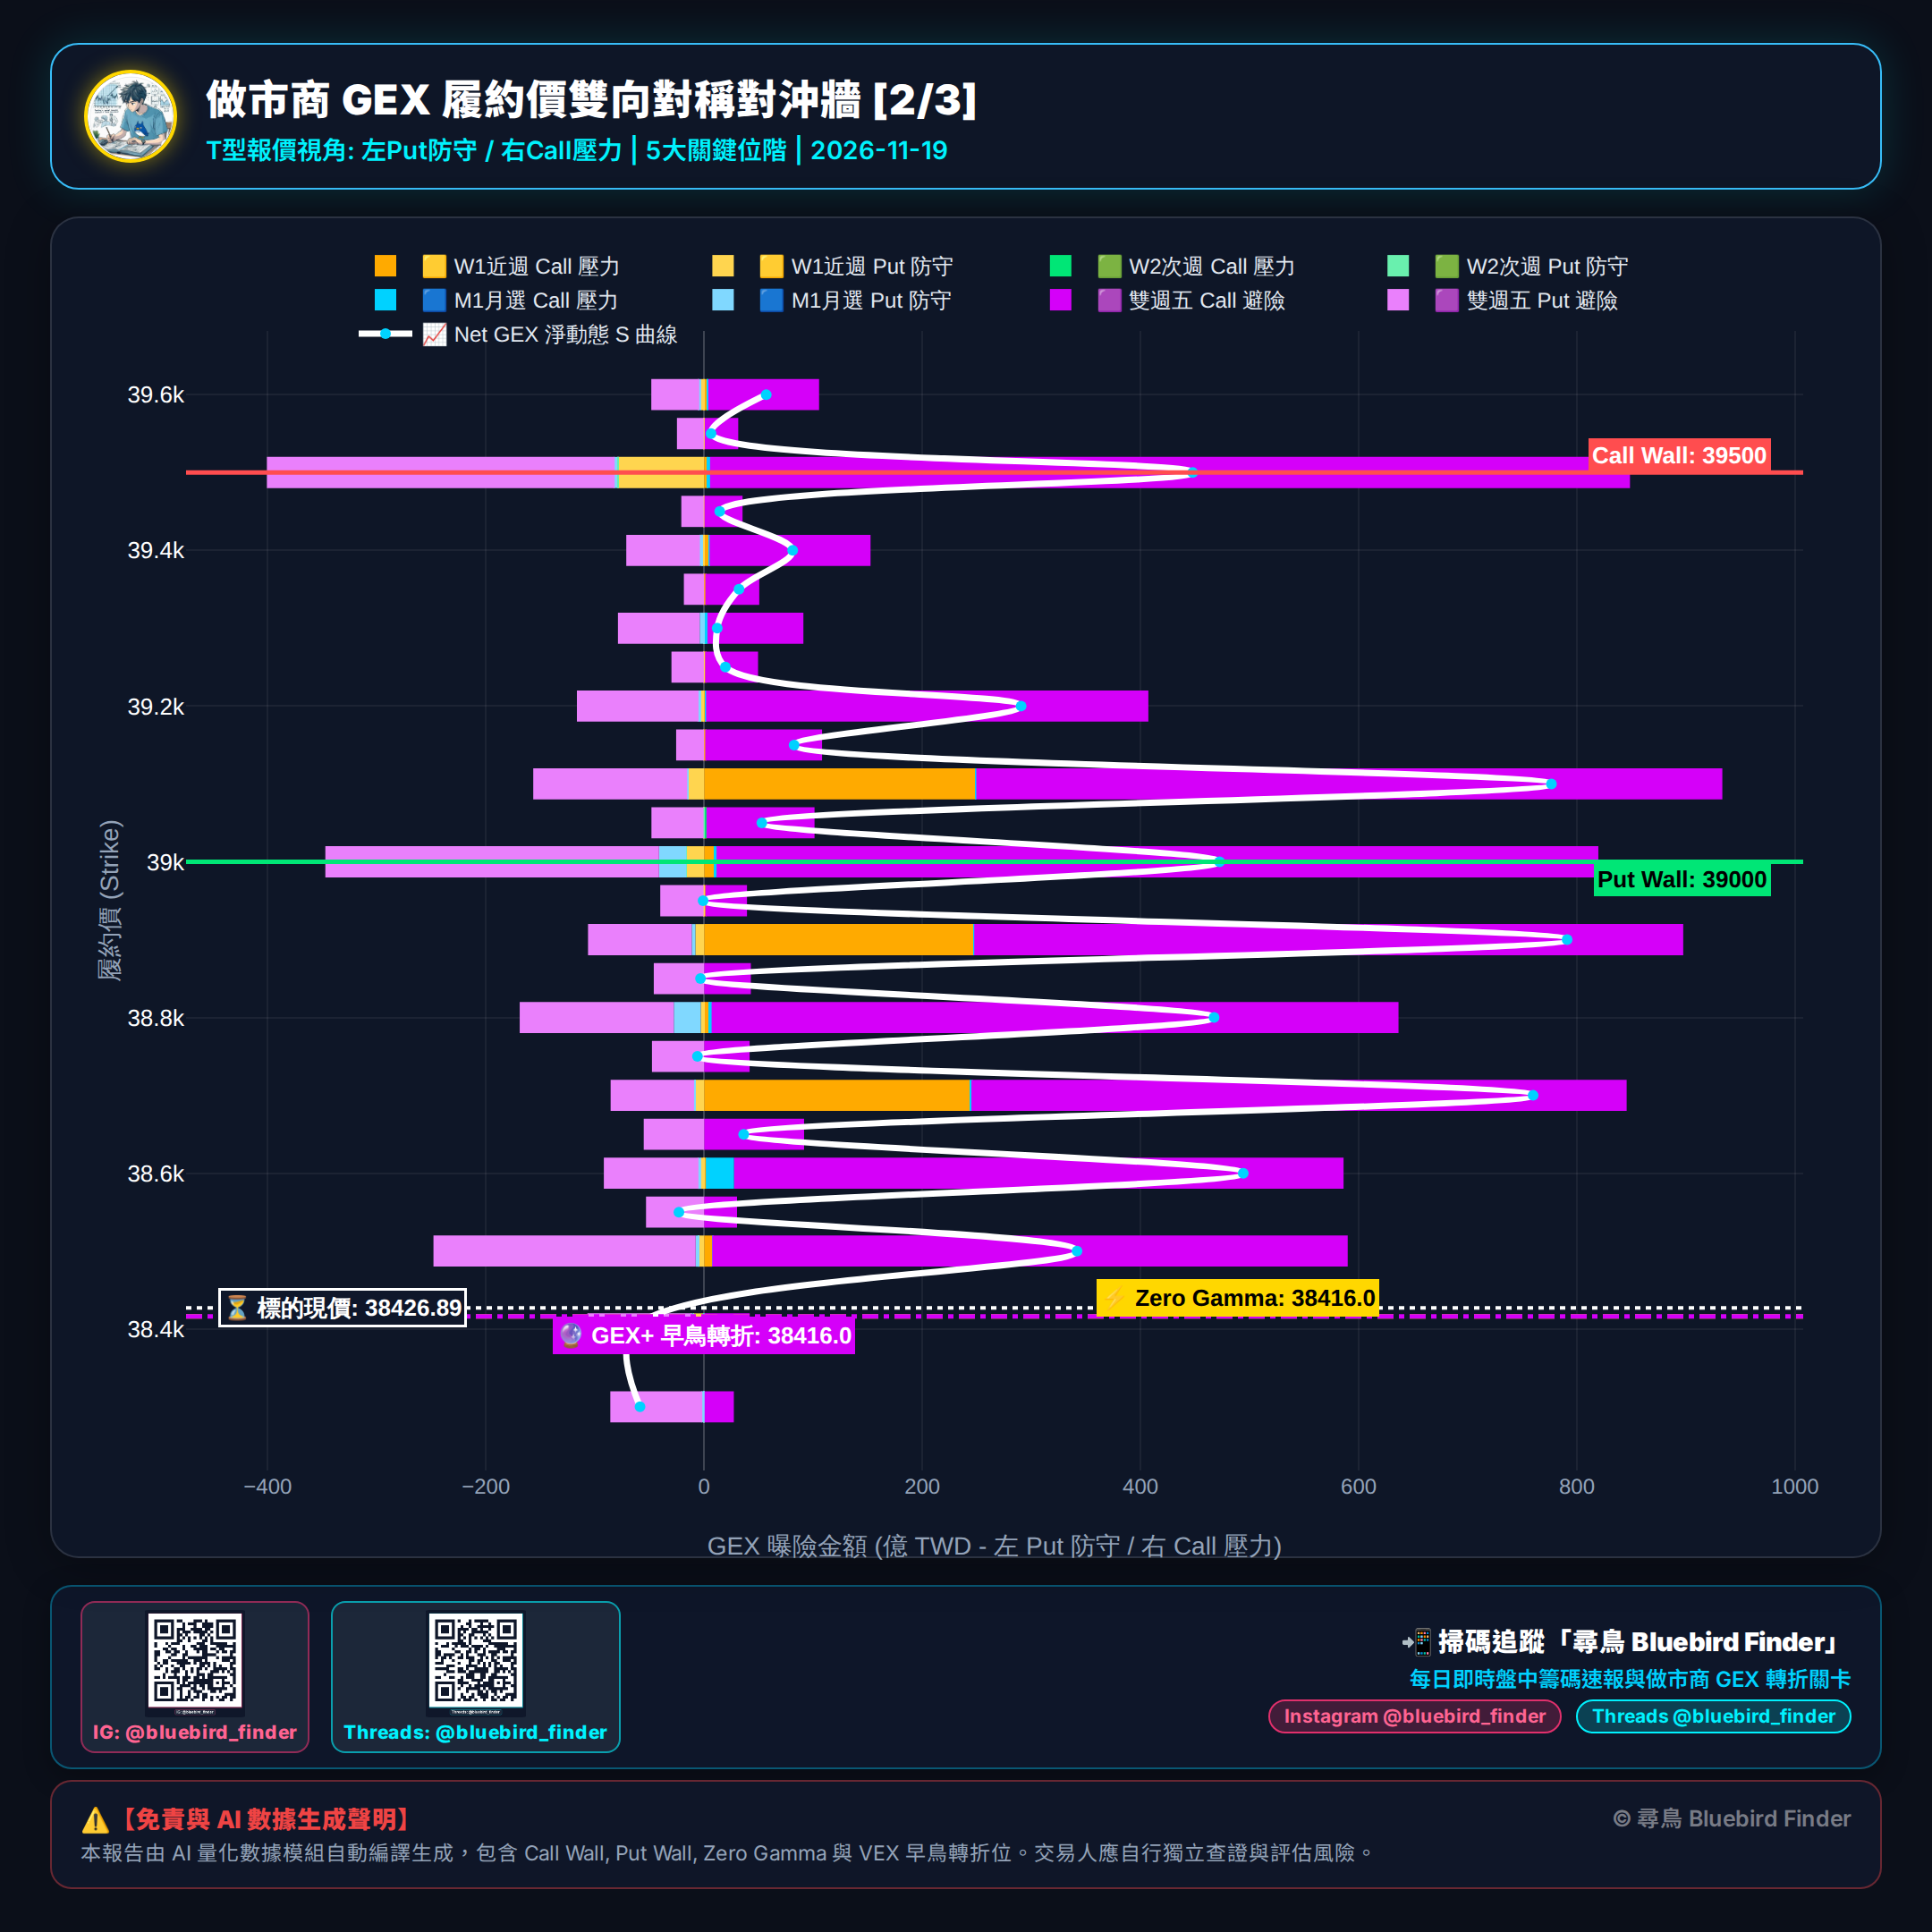 做市商 GEX 履約價雙向對稱對沖牆 [2/3]
T型報價視角: 左Put防守 / 右Call壓力 | 5大關鍵位階 | 2026-11-19
W1近週 Call 壓力
W1近週 Put 防守
W2次週 Call 壓力
W2次週 Put 防守
M1月選 Call 壓力
M1月選 Put 防守
雙週五 Call 避險
雙週五 Put 避險
Net GEX 淨動態 S 曲線
39.6k
Call Wall: 39500
39.4k
39.2k
39k
Put Wall: 39000
履約價 (Strike)
38.8k
38.6k
⏳ 標的現價: 38426.89
⚡ Zero Gamma: 38416.0
🔮 GEX+ 早鳥轉折: 38416.0
38.4k
−400
−200
0
200
400
600
800
1000
GEX 曝險金額 (億 TWD - 左 Put 防守 / 右 Call 壓力)
IG: @bluebird_finder
Threads: @bluebird_finder
IG: @bluebird_finder
Threads: @bluebird_finder
📲 掃碼追蹤「尋鳥 Bluebird Finder」
每日即時盤中籌碼速報與做市商 GEX 轉折關卡
Instagram @bluebird_finder
Threads @bluebird_finder
⚠️【免責與 AI 數據生成聲明】
© 尋鳥 Bluebird Finder
本報告由 AI 量化數據模組自動編譯生成，包含 Call Wall, Put Wall, Zero Gamma 與 VEX 早鳥轉折位。交易人應自行獨立查證與評估風險。